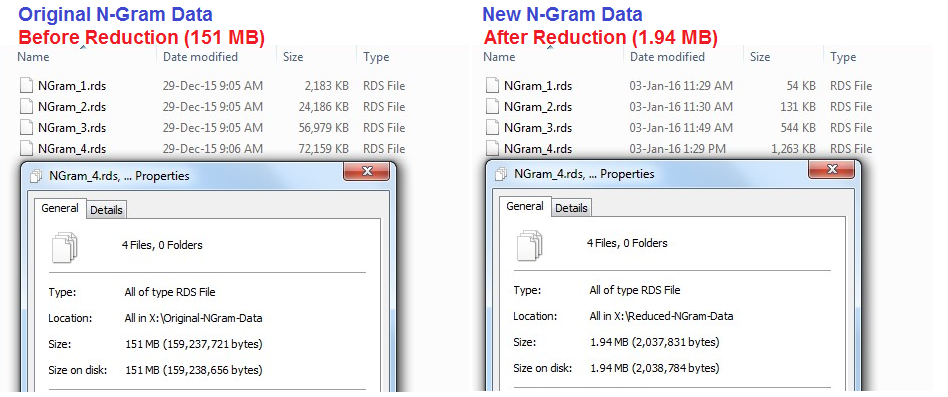 Original N-Gram Data
Before Reduction (151 MB)
Name Date modified Size Type
NGram_1.rds 29-Dec-15 9:05 AM 2,183 KB RDS File
NGram_2.rds 29-Dec-15 9:05 AM 24,186 KB RDS File
NGram_3.rds 29-Dec-15 9:05 AM 56,979 KB RDS File
NGram_4.rds 29-Dec-15 9:06 AM 72,159 KB RDS File
NGram_4.rds, ... Properties
General Details
4 Files, 0 Folders
Type: All of type RDS File
Location: All in X:\Original-NGram-Data
Size: 151 MB (159,237,721 bytes)
Size on disk: 151 MB (159,238,656 bytes)
New N-Gram Data
After Reduction (1.94 MB)
Name Date modified Size Type
NGram_1.rds 03-Jan-16 11:29 AM 54 KB RDS File
NGram_2.rds 03-Jan-16 11:30 AM 131 KB RDS File
NGram_3.rds 03-Jan-16 11:49 AM 544 KB RDS File
NGram_4.rds 03-Jan-16 1:29 PM 1,263 KB RDS File
NGram_4.rds, ... Properties
General Details
4 Files, 0 Folders
Type: All of type RDS File
Location: All in X:\Reduced-NGram-Data
Size: 1.94 MB (2,037,831 bytes)
Size on disk: 1.94 MB (2,038,784 bytes)